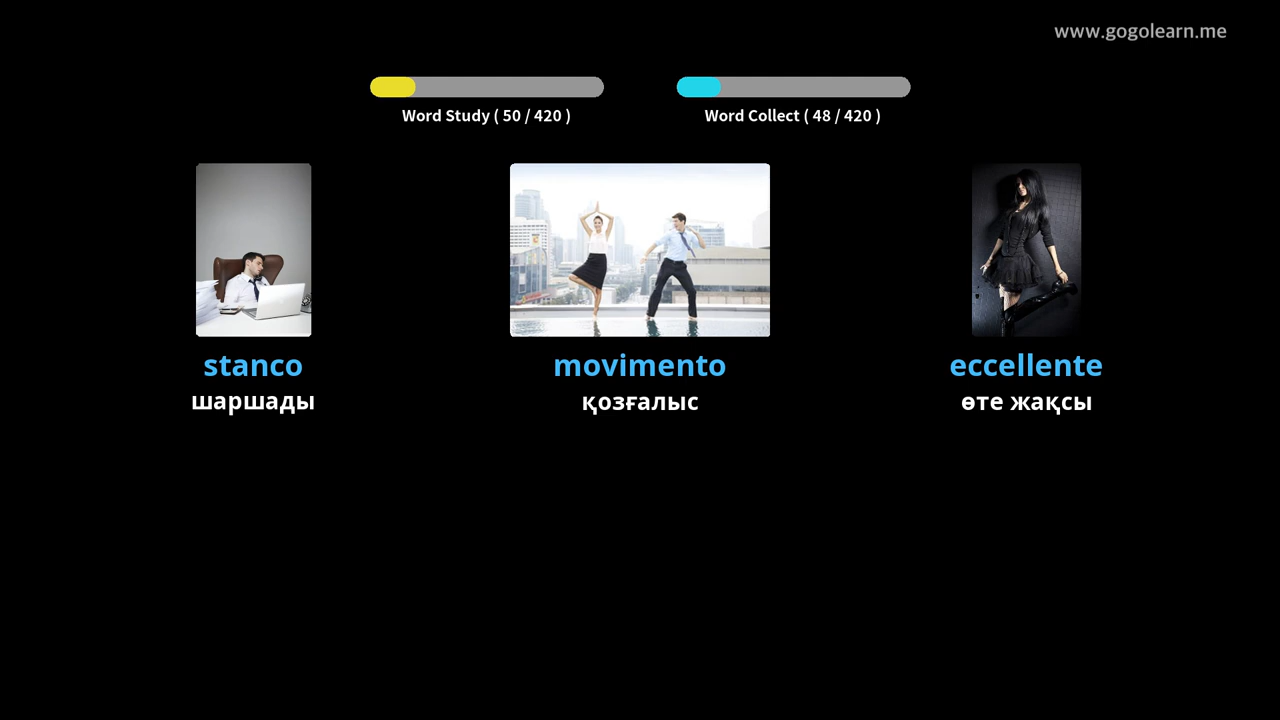 www.gogolearn.me
Word Study ( 50 / 420 )
Word Collect ( 48 / 420 )
stanco
шаршады
movimento
қозғалыс
eccellente
өте жақсы